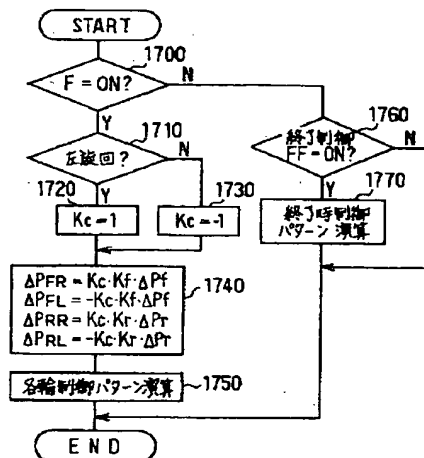 START
1700
F=ON?
N
Y
1710
左旋回?
N
1720
Y
1730
Kc=1
Kc=-1
ΔPFR=Kc·Kf·ΔPf
ΔPFL=-Kc·Kf·ΔPf
ΔPRR=Kc·Kr·ΔPr
ΔPRL=-Kc·Kr·ΔPr
1740
各輪制御パターン演算
1750
END
1760
終了制御
FF=ON?
N
Y
1770
終了時制御
パターン演算